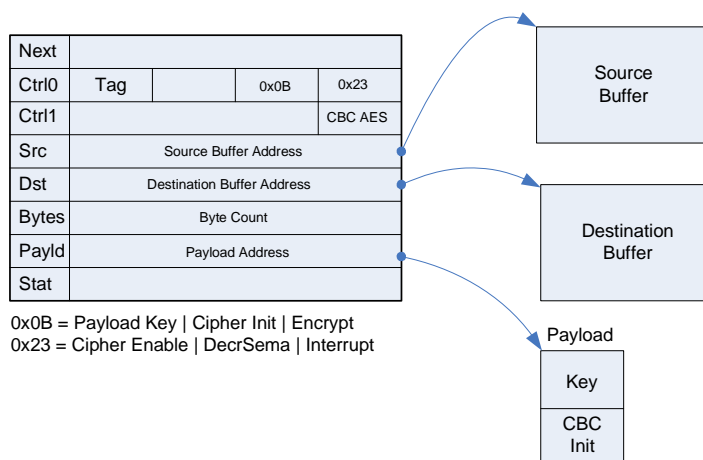 Next
Ctrl0 Tag 0x0B 0x23
Ctrl1 CBC AES
Src Source Buffer Address
Dst Destination Buffer Address
Bytes Byte Count
Payld Payload Address
Stat
0x0B = Payload Key | Cipher Init | Encrypt
0x23 = Cipher Enable | DecrSema | Interrupt
Source
Buffer
Destination
Buffer
Payload
Key
CBC
Init